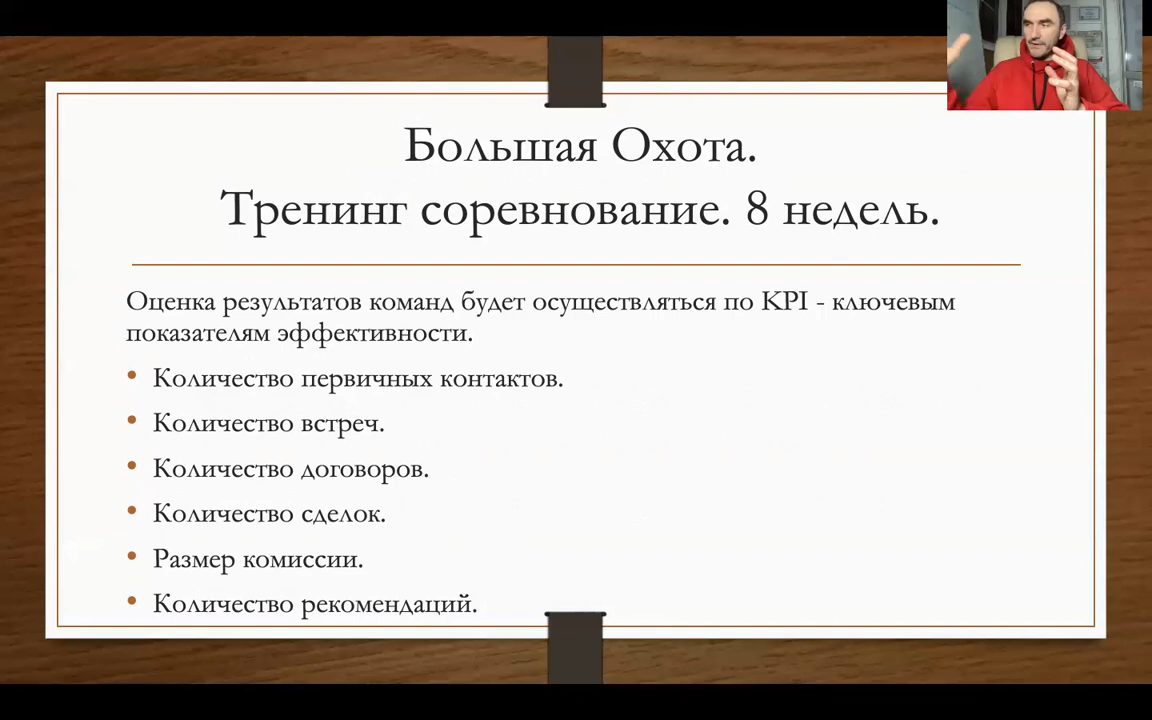 Большая Охота.
Тренинг соревнование. 8 недель.
Оценка результатов команд будет осуществляться по KPI - ключевым
показателям эффективности.
• Количество первичных контактов.
• Количество встреч.
• Количество договоров.
• Количество сделок.
• Размер комиссии.
• Количество рекомендаций.